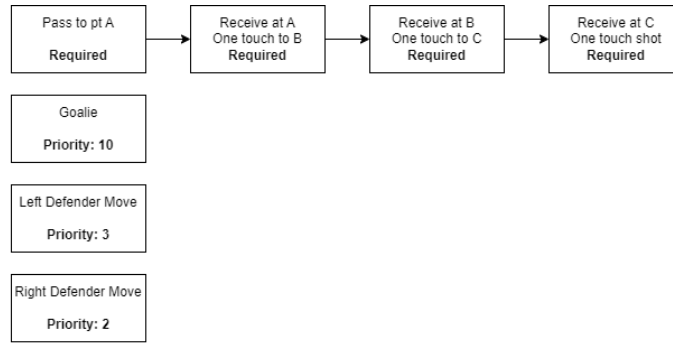 Pass to pt A
Required
Receive at A
One touch to B
Required
Receive at B
One touch to C
Required
Receive at C
One touch shot
Required
Goalie
Priority: 10
Left Defender Move
Priority: 3
Right Defender Move
Priority: 2